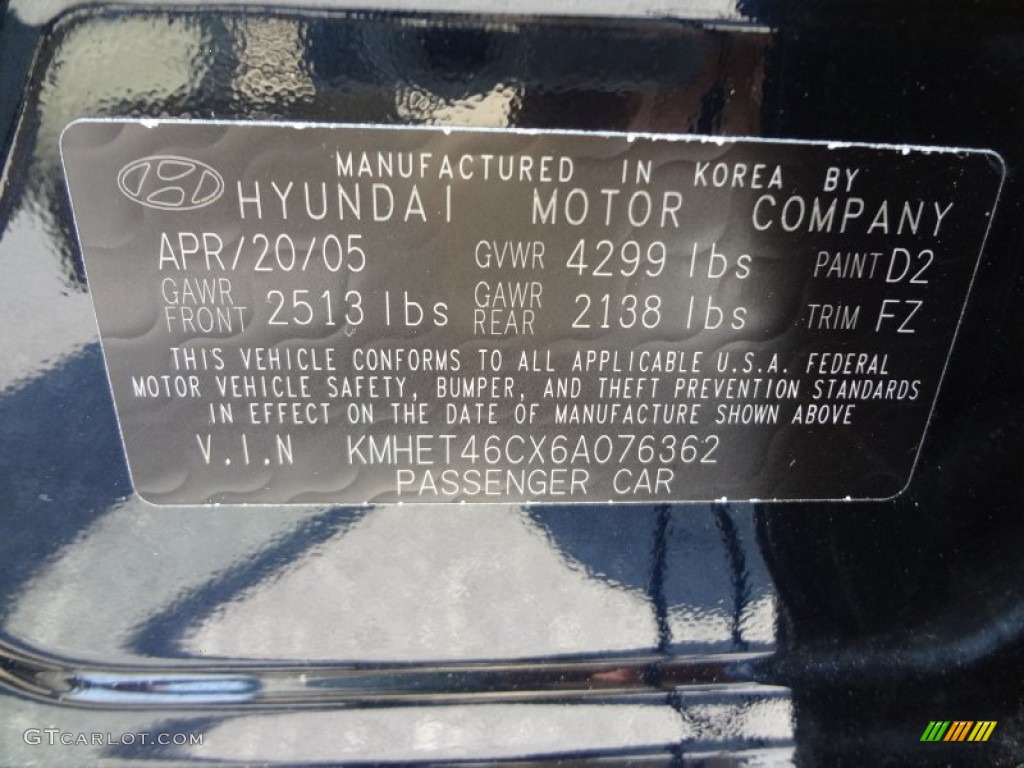 MANUFACTURED IN KOREA BY
HYUNDAI MOTOR COMPANY
APR/20/05 GVWR 4299 lbs PAINT D2
GAWR FRONT 2513 lbs GAWR REAR 2138 lbs TRIM FZ
THIS VEHICLE CONFORMS TO ALL APPLICABLE U.S.A. FEDERAL
MOTOR VEHICLE SAFETY, BUMPER, AND THEFT PREVENTION STANDARDS
IN EFFECT ON THE DATE OF MANUFACTURE SHOWN ABOVE
V.I.N KMHET46CX6A076362
PASSENGER CAR
GTCARLOT.COM